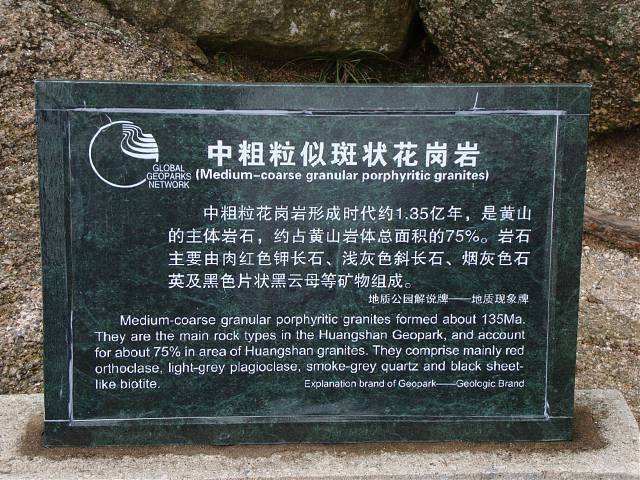 GLOBAL
GEOPARKS
NETWORK
中粗粒似斑状花岗岩
(Medium-coarse granular porphyritic granites)
中粗粒花岗岩形成时代约1.35亿年，是黄山
的主体岩石，约占黄山岩体总面积的75%。岩石
主要由肉红色钾长石、浅灰色斜长石、烟灰色石
英及黑色片状黑云母等矿物组成。
地质公园解说牌——地质现象牌
Medium-coarse granular porphyritic granites formed about 135Ma.
They are the main rock types in the Huangshan Geopark, and account
for about 75% in area of Huangshan granites. They comprise mainly red
orthoclase, light-grey plagioclase, smoke-grey quartz and black sheet-
like biotite.
Explanation brand of Geopark——Geologic Brand